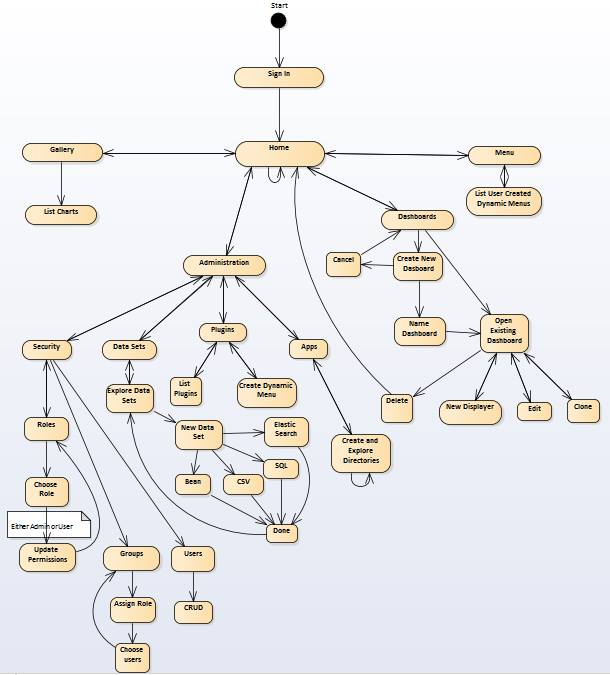 Start
Sign In
Gallery
Home
Menu
List Charts
List User Created
Dynamic Menus
Dashboards
Cancel
Create New
Dasboard
Administration
Name
Dashboard
Open
Existing
Dashboard
Security
Data Sets
Plugins
Apps
List
Plugins
Create Dynamic
Menu
Explore Data
Sets
Delete
New Displayer
Edit
Clone
Roles
New Data
Set
Elastic
Search
Create and
Explore
Directories
Choose
Role
Bean
CSV
SQL
Either Admin or User
Update
Permissions
Done
Groups
Users
Assign Role
CRUD
Choose
users